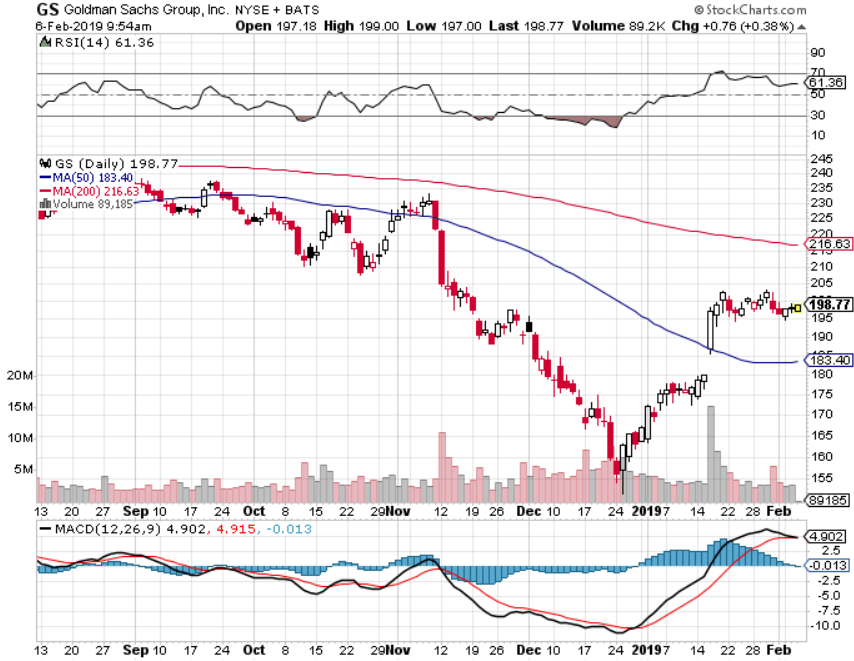 GS Goldman Sachs Group, Inc. NYSE + BATS © StockCharts.com
6-Feb-2019 9:54am Open 197.18 High 199.00 Low 197.00 Last 198.77 Volume 89.2K Chg +0.76 (+0.38%)
RSI(14) 61.36
90
70
61.36
50
30
10
GS (Daily) 198.77
MA(50) 183.40
MA(200) 216.63
Volume 89,185
245
240
235
230
225
220
216.63
215
210
205
200
198.77
195
190
185
183.40
180
175
170
165
160
155
20M
15M
10M
5M
89185
13 20 27 Sep 10 17 24 Oct 8 15 22 29 Nov 12 19 26 Dec 10 17 24 2019 7 14 22 28 Feb
MACD(12,26,9) 4.902, 4.915, -0.013
4.902
2.5
-0.013
-2.5
-5.0
-7.5
-10.0
13 20 27 Sep 10 17 24 Oct 8 15 22 29 Nov 12 19 26 Dec 10 17 24 2019 7 14 22 28 Feb